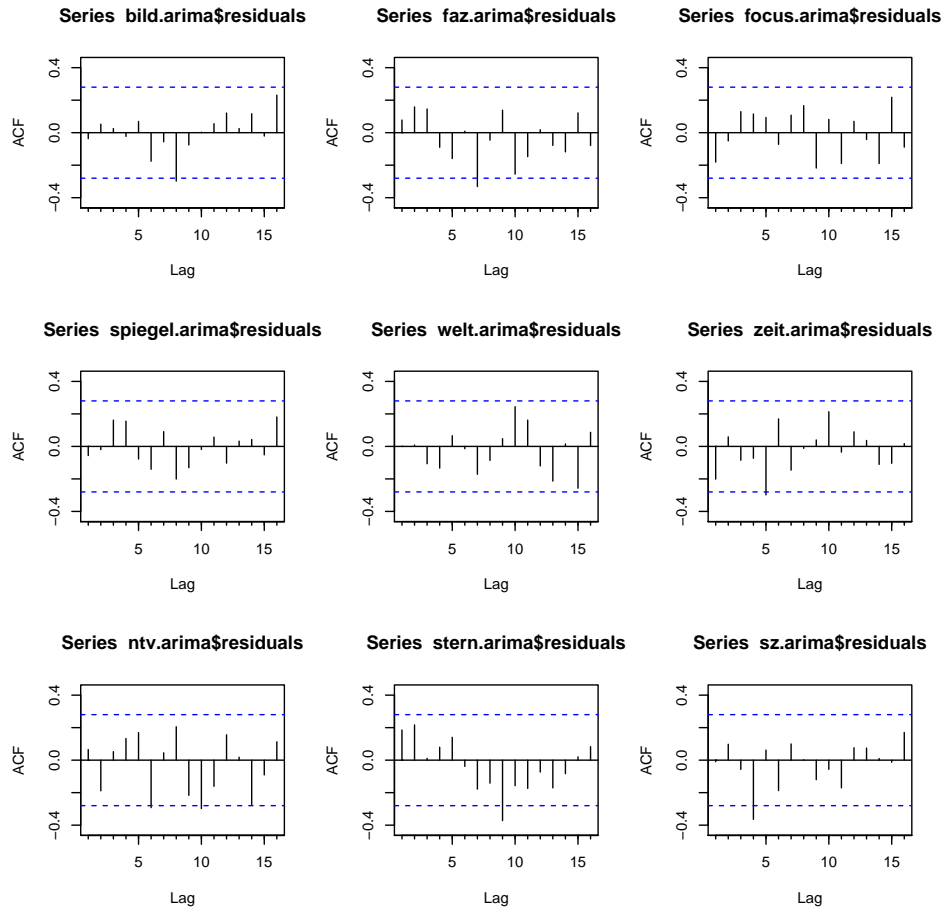 Series bild.arima$residuals
ACF
0.4
0.0
−0.4
5
10
15
Lag
Series faz.arima$residuals
ACF
0.4
0.0
−0.4
5
10
15
Lag
Series focus.arima$residuals
ACF
0.4
0.0
−0.4
5
10
15
Lag
Series spiegel.arima$residuals
ACF
0.4
0.0
−0.4
5
10
15
Lag
Series welt.arima$residuals
ACF
0.4
0.0
−0.4
5
10
15
Lag
Series zeit.arima$residuals
ACF
0.4
0.0
−0.4
5
10
15
Lag
Series ntv.arima$residuals
ACF
0.4
0.0
−0.4
5
10
15
Lag
Series stern.arima$residuals
ACF
0.4
0.0
−0.4
5
10
15
Lag
Series sz.arima$residuals
ACF
0.4
0.0
−0.4
5
10
15
Lag